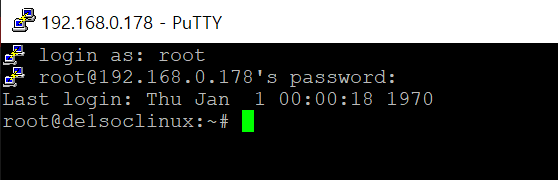 192.168.0.178 - PuTTY
login as: root
root@192.168.0.178's password:
Last login: Thu Jan  1 00:00:18 1970
root@de1soclinux:~#